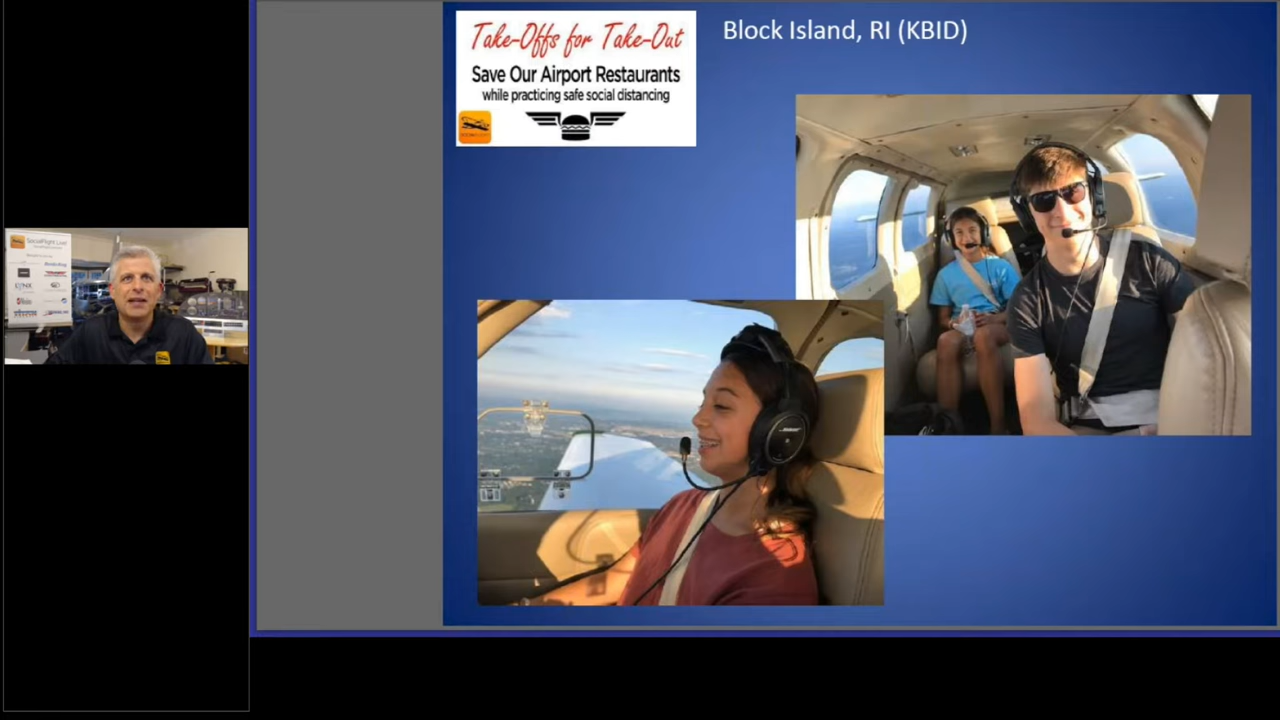 SocialFlight Live!
Take-Offs for Take-Out
Save Our Airport Restaurants
while practicing safe social distancing
Block Island, RI (KBID)
BOSE